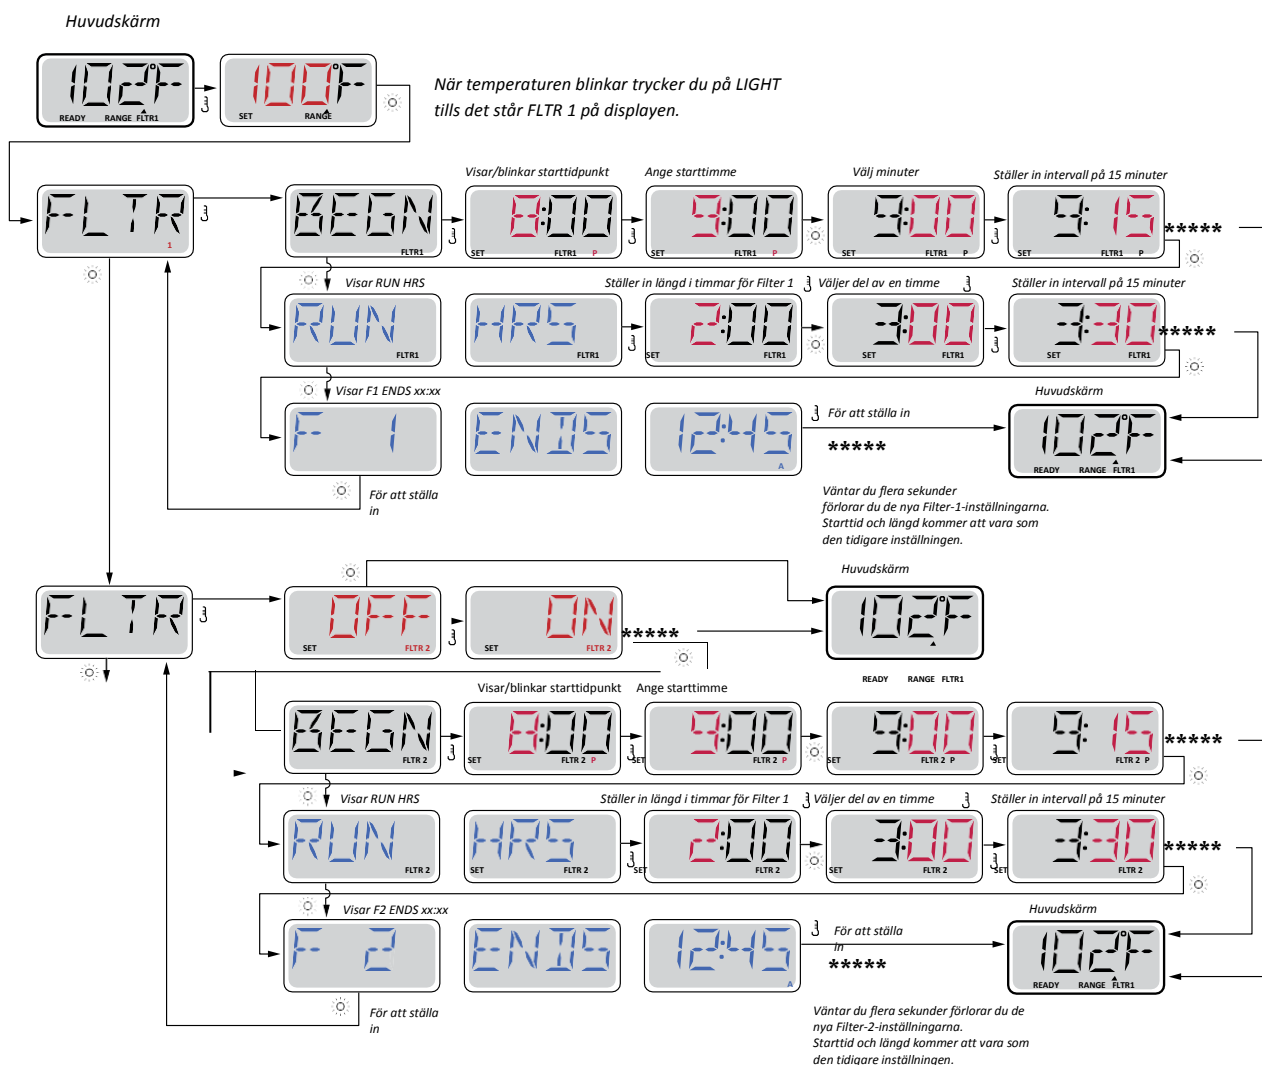 Huvudskärm
102°F
READY RANGE FLTR1
100°F
SET RANGE
När temperaturen blinkar trycker du på LIGHT
tills det står FLTR 1 på displayen.
Visar/blinkar starttidpunkt
Ange starttimme
Välj minuter
Ställer in intervall på 15 minuter
FLTR
1
BEGN
FLTR1
8:00
SET FLTR1 P
9:00
SET FLTR1 P
9:00
SET FLTR1 P
9:15
SET FLTR1 P
*****
Visar RUN HRS
Ställer in längd i timmar för Filter 1
Väljer del av en timme
Ställer in intervall på 15 minuter
RUN
FLTR1
HRS
FLTR1
2:00
SET FLTR1
3:00
SET FLTR1
3:30
SET FLTR1
*****
Visar F1 ENDS xx:xx
F 1
ENDS
12:45
A
För att ställa in
*****
Huvudskärm
102°F
READY RANGE FLTR1
För att ställa
in
Väntar du flera sekunder
förlorar du de nya Filter-1-inställningarna.
Starttid och längd kommer att vara som
den tidigare inställningen.
FLTR
OFF
SET FLTR 2
ON
SET FLTR 2
*****
Huvudskärm
102°F
READY RANGE FLTR1
Visar/blinkar starttidpunkt
Ange starttimme
BEGN
FLTR 2
8:00
SET FLTR 2 P
9:00
SET FLTR 2 P
9:00
SET FLTR 2 P
9:15
SET FLTR 2 P
*****
Visar RUN HRS
Ställer in längd i timmar för Filter 1
Väljer del av en timme
Ställer in intervall på 15 minuter
RUN
FLTR 2
HRS
SET FLTR 2
2:00
SET FLTR 2
3:00
SET FLTR 2
3:30
SET FLTR 2
*****
Visar F2 ENDS xx:xx
F 2
ENDS
12:45
A
För att ställa
in
*****
Huvudskärm
102°F
READY RANGE FLTR1
För att ställa
in
Väntar du flera sekunder förlorar du de
nya Filter-2-inställningarna.
Starttid och längd kommer att vara som
den tidigare inställningen.